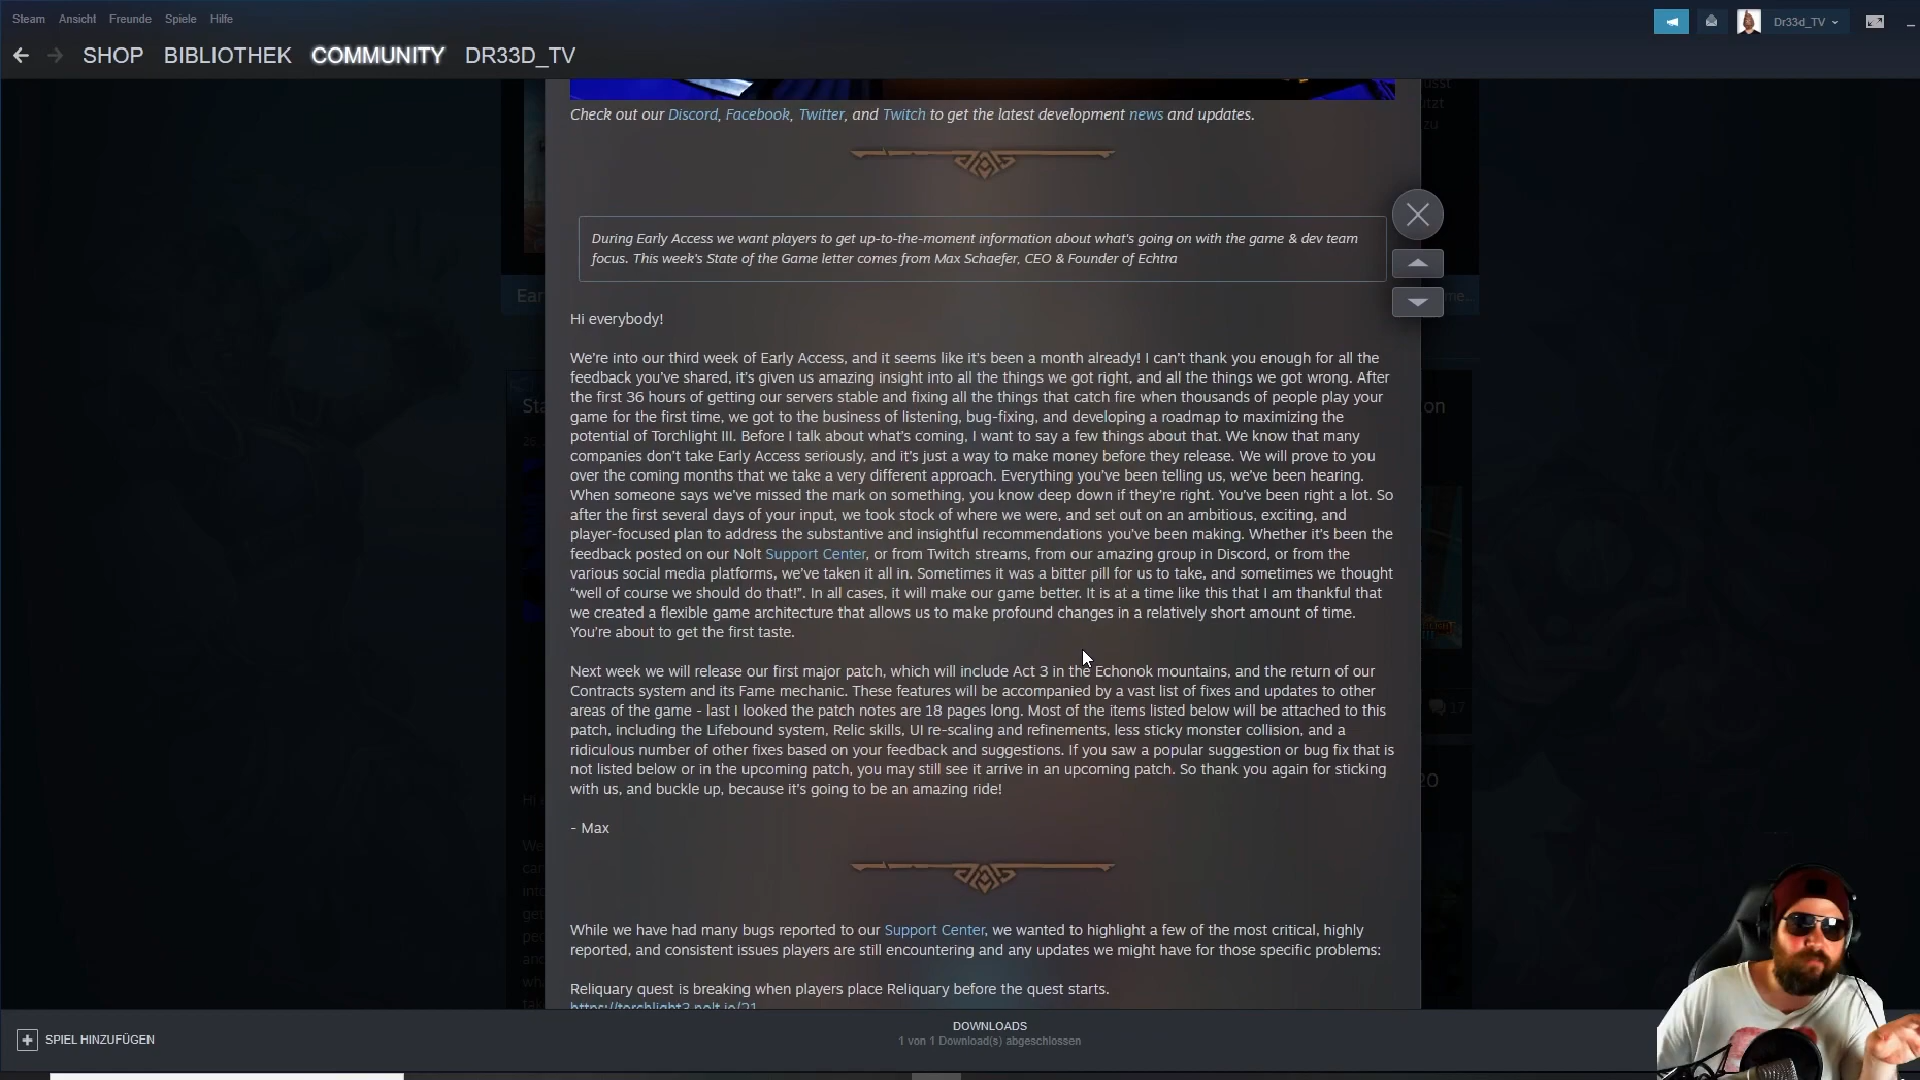 Steam Ansicht Freunde Spiele Hilfe
Dr33d_TV
SHOP BIBLIOTHEK COMMUNITY DR33D_TV
Check out our Discord, Facebook, Twitter, and Twitch to get the latest development news and updates.
During Early Access we want players to get up-to-the-moment information about what's going on with the game & dev team
focus. This week's State of the Game letter comes from Max Schaefer, CEO & Founder of Echtra
Hi everybody!
We're into our third week of Early Access, and it seems like it's been a month already! I can't thank you enough for all the
feedback you've shared, it's given us amazing insight into all the things we got right, and all the things we got wrong. After
the first 36 hours of getting our servers stable and fixing all the things that catch fire when thousands of people play your
game for the first time, we got to the business of listening, bug-fixing, and developing a roadmap to maximizing the
potential of Torchlight III. Before I talk about what's coming, I want to say a few things about that. We know that many
companies don't take Early Access seriously, and it's just a way to make money before they release. We will prove to you
over the coming months that we take a very different approach. Everything you've been telling us, we've been hearing.
When someone says we've missed the mark on something, you know deep down if they're right. You've been right a lot. So
after the first several days of your input, we took stock of where we were, and set out on an ambitious, exciting, and
player-focused plan to address the substantive and insightful recommendations you've been making. Whether it's been the
feedback posted on our Nolt Support Center, or from Twitch streams, from our amazing group in Discord, or from the
various social media platforms, we've taken it all in. Sometimes it was a bitter pill for us to take, and sometimes we thought
“well of course we should do that!”. In all cases, it will make our game better. It is at a time like this that I am thankful that
we created a flexible game architecture that allows us to make profound changes in a relatively short amount of time.
You're about to get the first taste.
Next week we will release our first major patch, which will include Act 3 in the Echonok mountains, and the return of our
Contracts system and its Fame mechanic. These features will be accompanied by a vast list of fixes and updates to other
areas of the game - last I looked the patch notes are 18 pages long. Most of the items listed below will be attached to this
patch, including the Lifebound system, Relic skills, UI re-scaling and refinements, less sticky monster collision, and a
ridiculous number of other fixes based on your feedback and suggestions. If you saw a popular suggestion or bug fix that is
not listed below or in the upcoming patch, you may still see it arrive in an upcoming patch. So thank you again for sticking
with us, and buckle up, because it's going to be an amazing ride!
- Max
While we have had many bugs reported to our Support Center, we wanted to highlight a few of the most critical, highly
reported, and consistent issues players are still encountering and any updates we might have for those specific problems:
Reliquary quest is breaking when players place Reliquary before the quest starts.
https://torchlight3.nolt.io/21
SPIEL HINZUFÜGEN
DOWNLOADS
1 von 1 Download(s) abgeschlossen